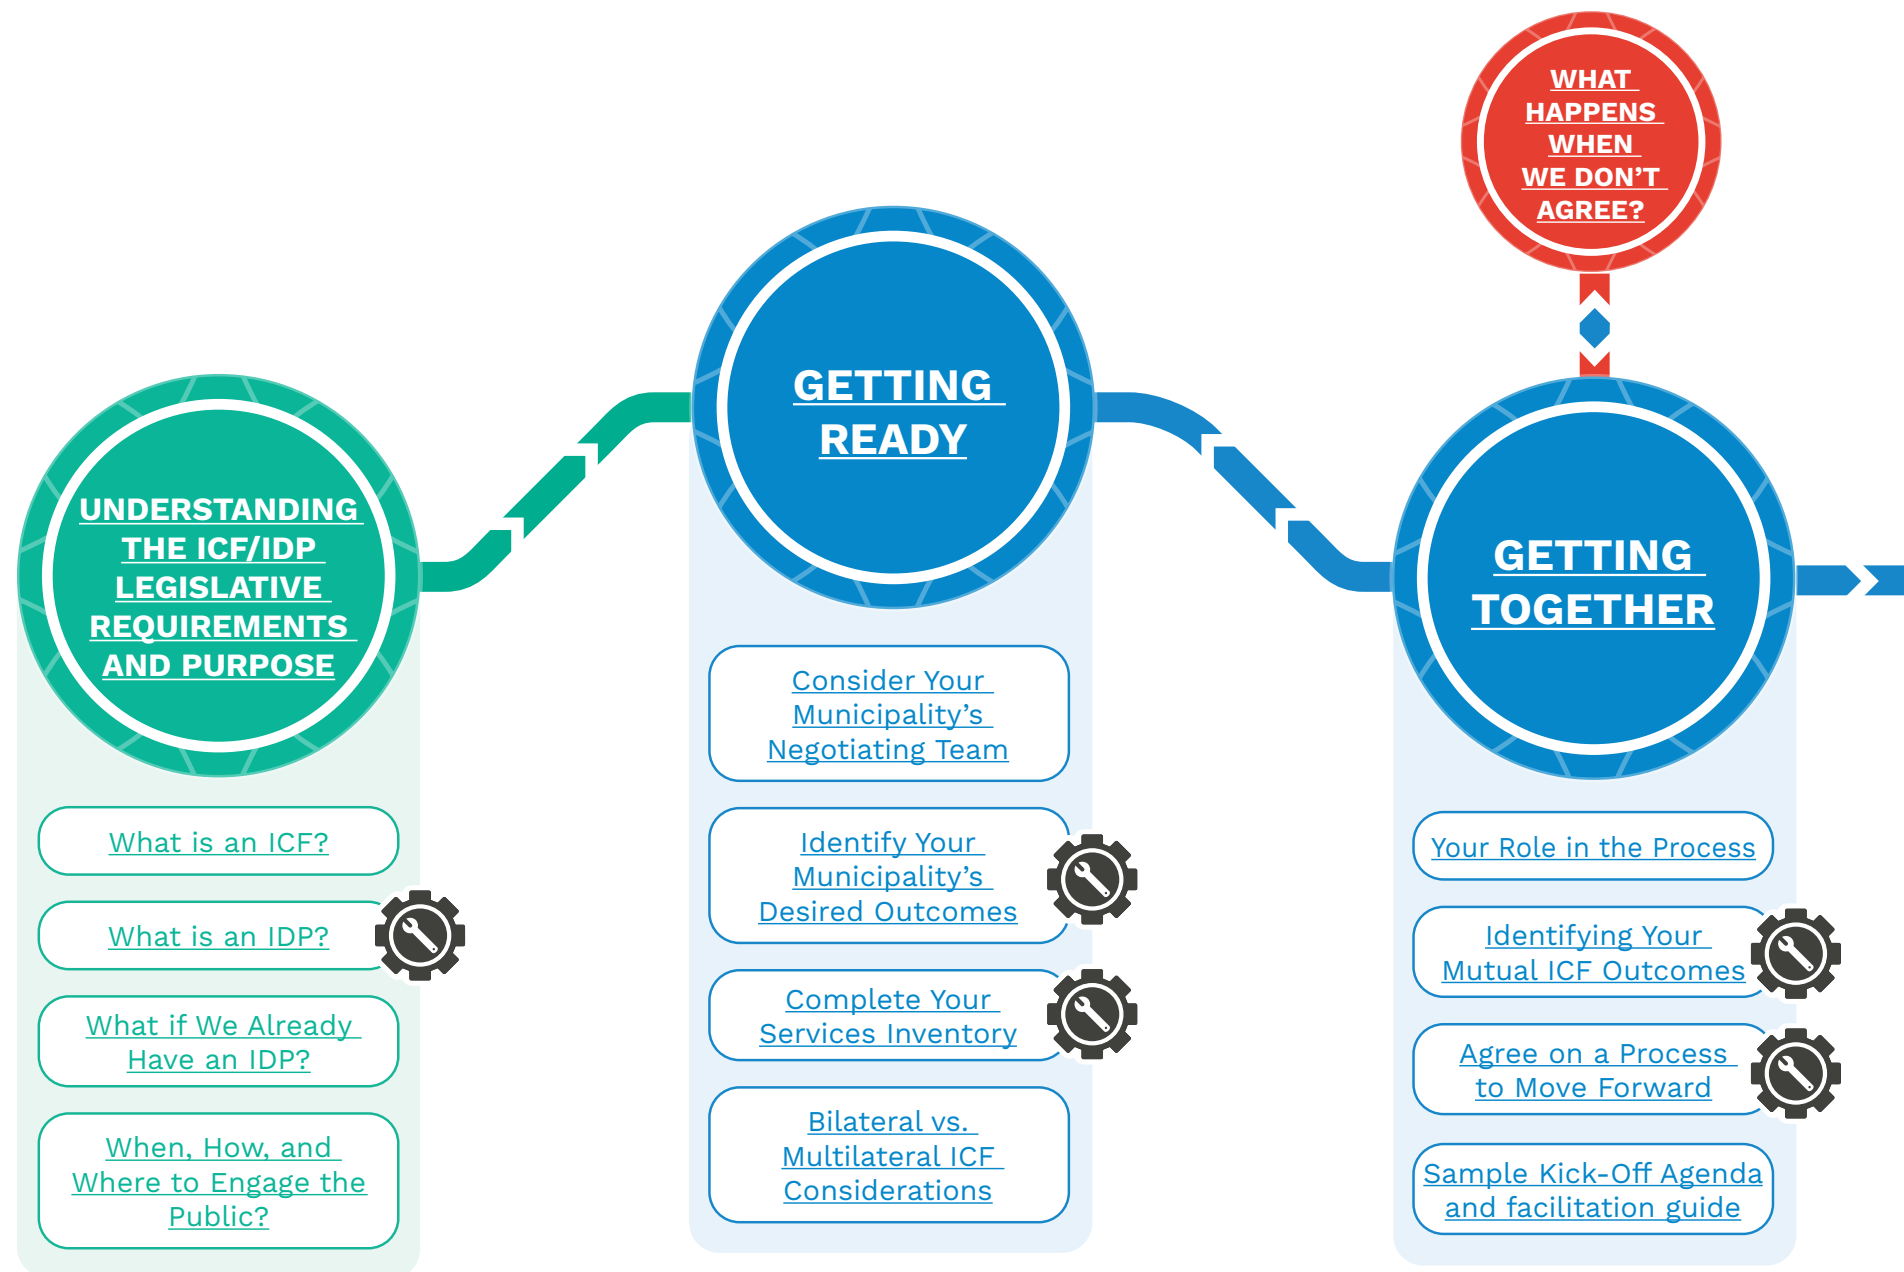 UNDERSTANDING
THE ICF/IDP
LEGISLATIVE
REQUIREMENTS
AND PURPOSE
What is an ICF?
What is an IDP?
What if We Already
Have an IDP?
When, How, and
Where to Engage the
Public?
GETTING
READY
Consider Your
Municipality’s
Negotiating Team
Identify Your
Municipality’s
Desired Outcomes
Complete Your
Services Inventory
Bilateral vs.
Multilateral ICF
Considerations
WHAT
HAPPENS
WHEN
WE DON’T
AGREE?
GETTING
TOGETHER
Your Role in the Process
Identifying Your
Mutual ICF Outcomes
Agree on a Process
to Move Forward
Sample Kick-Off Agenda
and facilitation guide